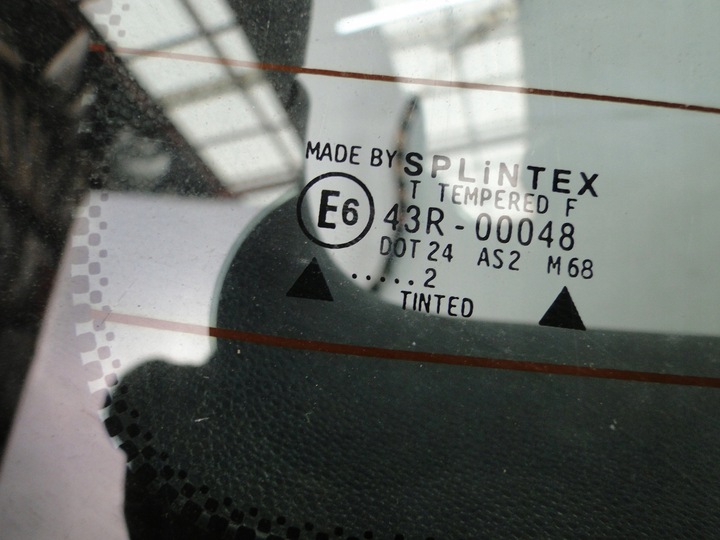 MADE BY SPLiNTEX
T TEMPERED F
E6 43R-00048
DOT 24 AS2 M68
.....2
TINTED